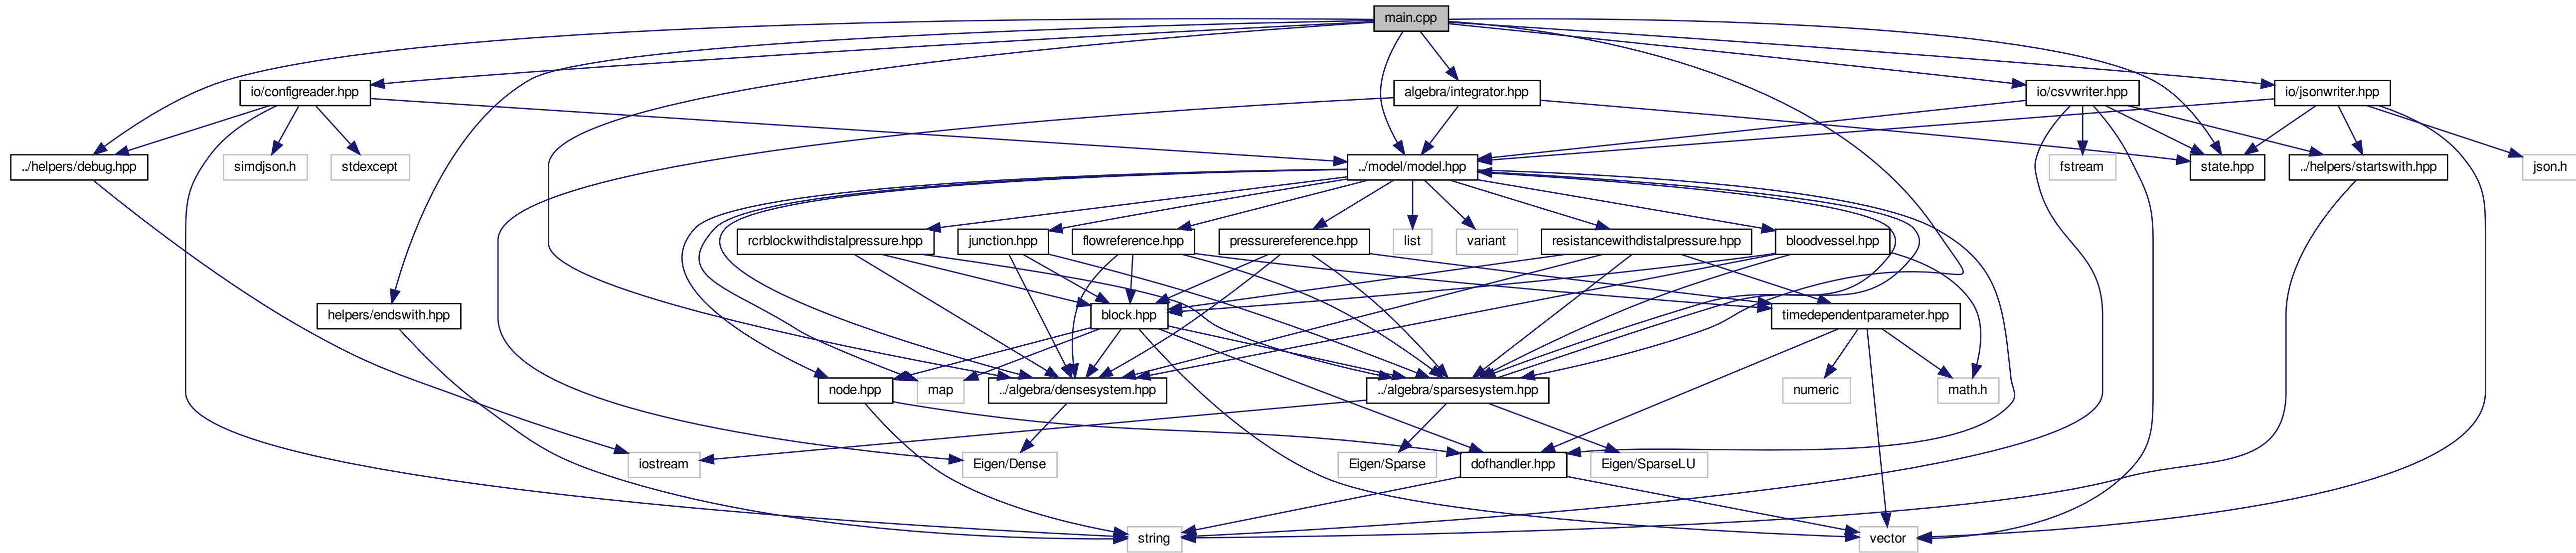 main.cpp
io/configreader.hpp
algebra/integrator.hpp
io/csvwriter.hpp
io/jsonwriter.hpp
../helpers/debug.hpp
simdjson.h
stdexcept
../model/model.hpp
fstream
state.hpp
../helpers/startswith.hpp
json.h
rcrblockwithdistalpressure.hpp
junction.hpp
flowreference.hpp
pressurereference.hpp
list
variant
resistancewithdistalpressure.hpp
bloodvessel.hpp
helpers/endswith.hpp
block.hpp
timedependentparameter.hpp
node.hpp
map
../algebra/densesystem.hpp
../algebra/sparsesystem.hpp
numeric
math.h
iostream
Eigen/Dense
Eigen/Sparse
dofhandler.hpp
Eigen/SparseLU
string
vector